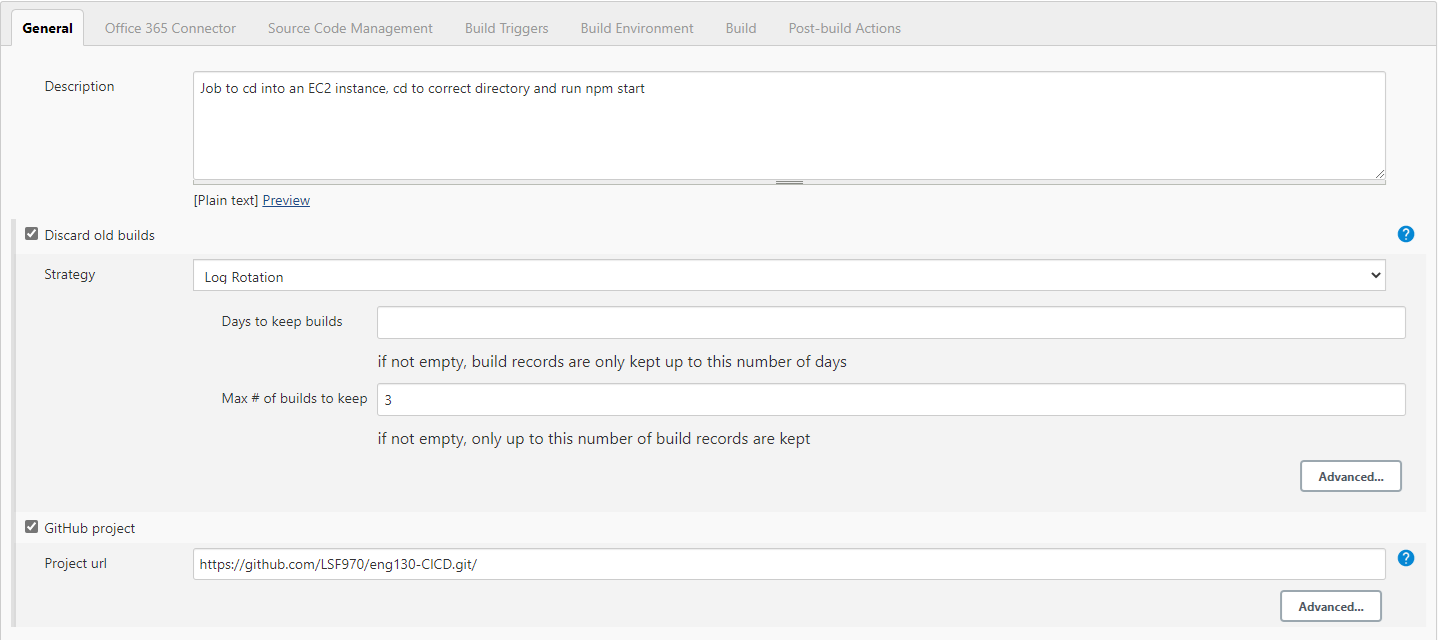 General Office 365 Connector Source Code Management Build Triggers Build Environment Build Post-build Actions
Description
Job to cd into an EC2 instance, cd to correct directory and run npm start
[Plain text] Preview
Discard old builds
?
Strategy
Log Rotation
Days to keep builds
if not empty, build records are only kept up to this number of days
Max # of builds to keep
3
if not empty, only up to this number of build records are kept
Advanced...
GitHub project
Project url
https://github.com/LSF970/eng130-CICD.git/
?
Advanced...